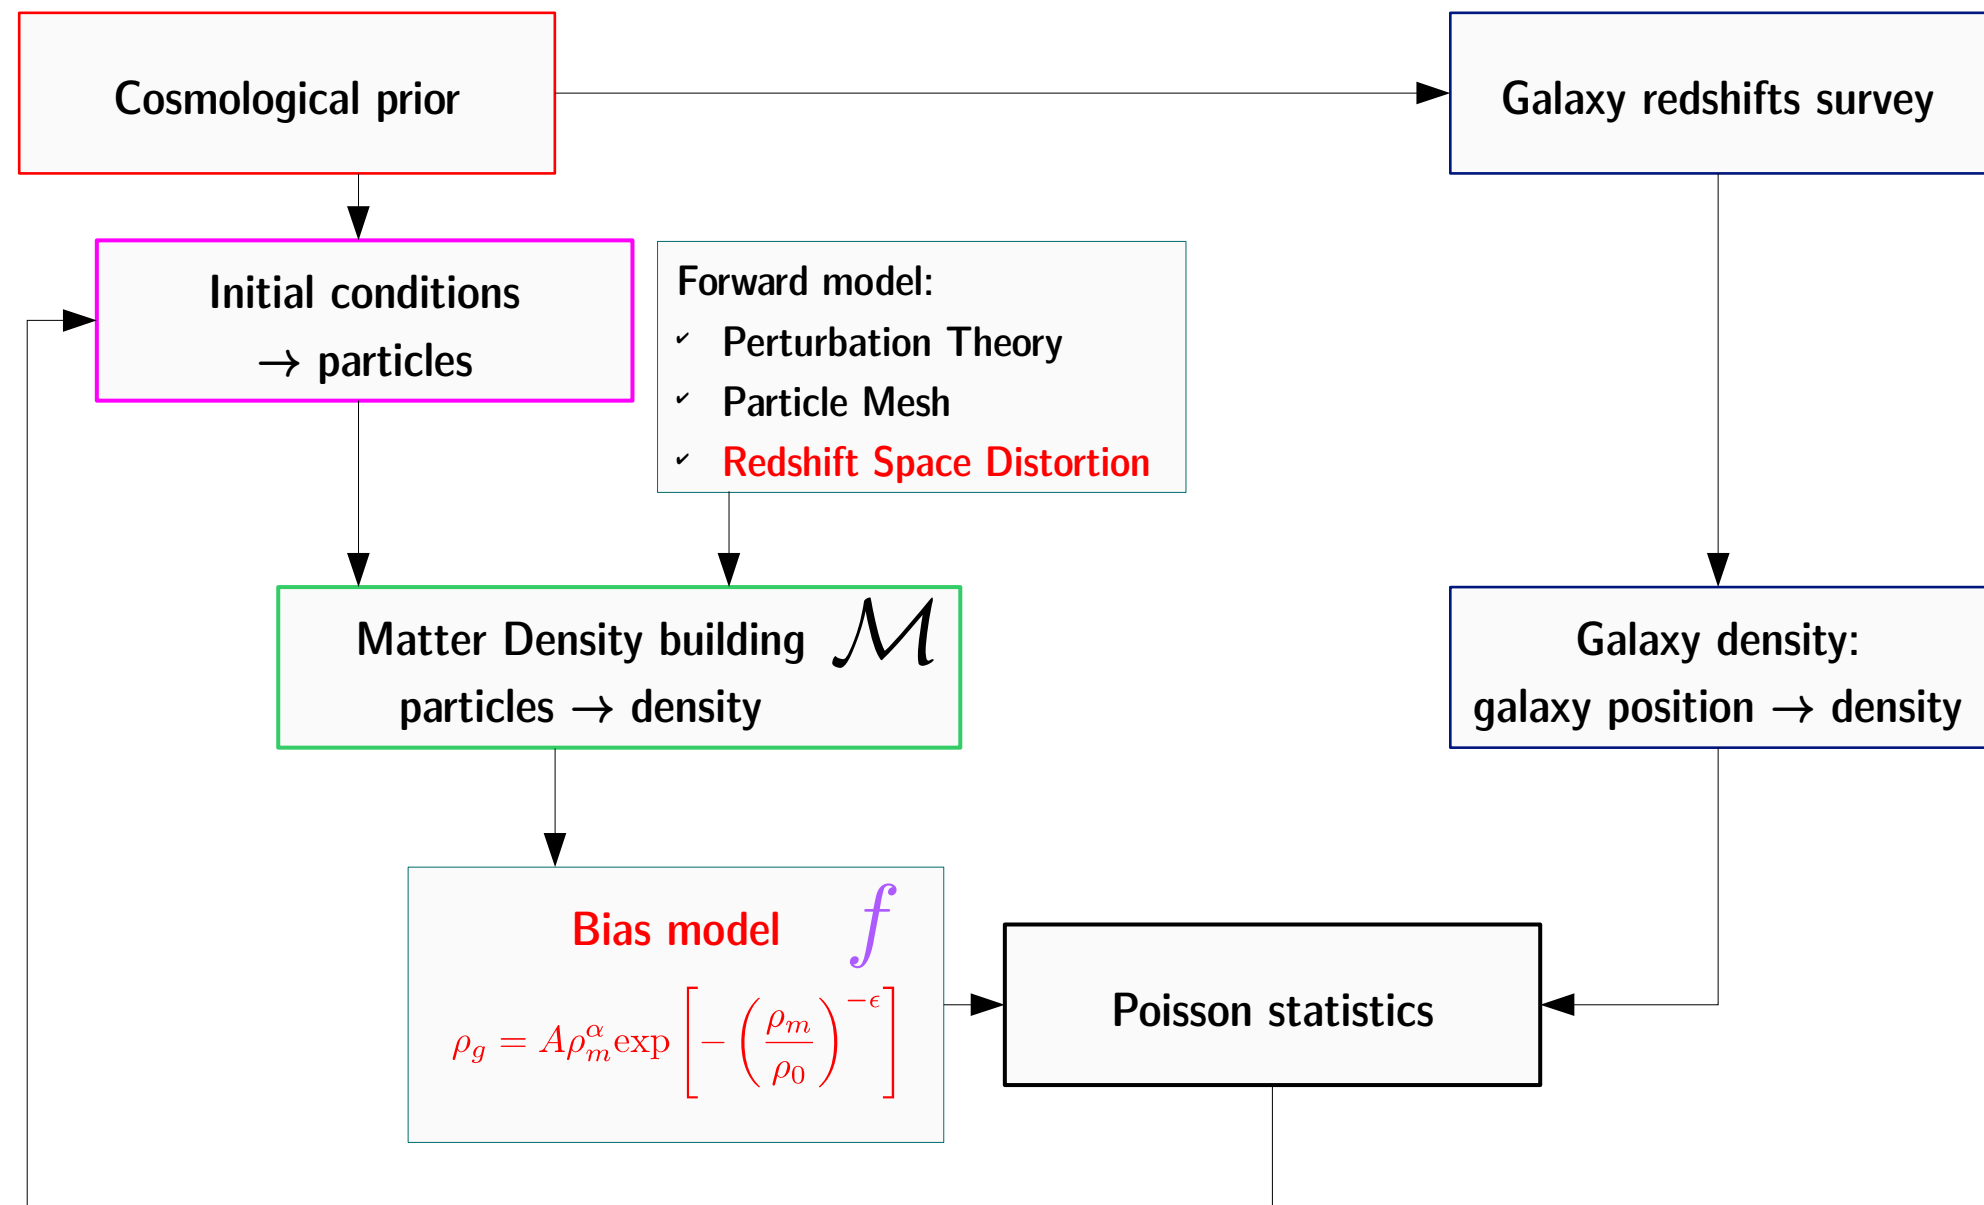 Cosmological prior
Galaxy redshifts survey
Initial conditions
→ particles
Forward model:
✓ Perturbation Theory
✓ Particle Mesh
✓ Redshift Space Distortion
Matter Density building ℳ
particles → density
Galaxy density:
galaxy position → density
Bias model f
ρ_g = Aρ_m^α exp [ − ( ρ_m / ρ_0 )^{−ϵ} ]
Poisson statistics